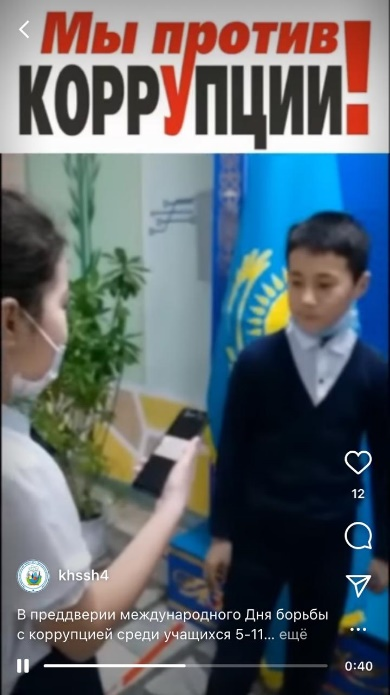 Мы против
КОРРУПЦИИ!
12
khssh4
В преддверии международного Дня борьбы
с коррупцией среди учащихся 5-11... ещё
0:40